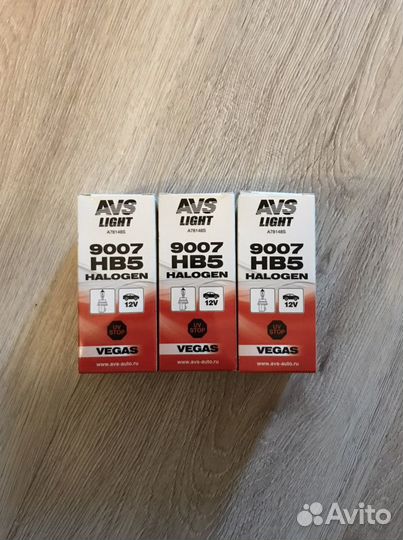 AVS
LIGHT
A78148S
9007
HB5
HALOGEN
12V
UV
STOP
VEGAS
www.avs-auto.ru
AVS
LIGHT
A78148S
9007
HB5
HALOGEN
12V
UV
STOP
VEGAS
www.avs-auto.ru
AVS
LIGHT
A78148S
9007
HB5
HALOGEN
12V
UV
STOP
VEGAS
www.avs-auto.ru
Avito